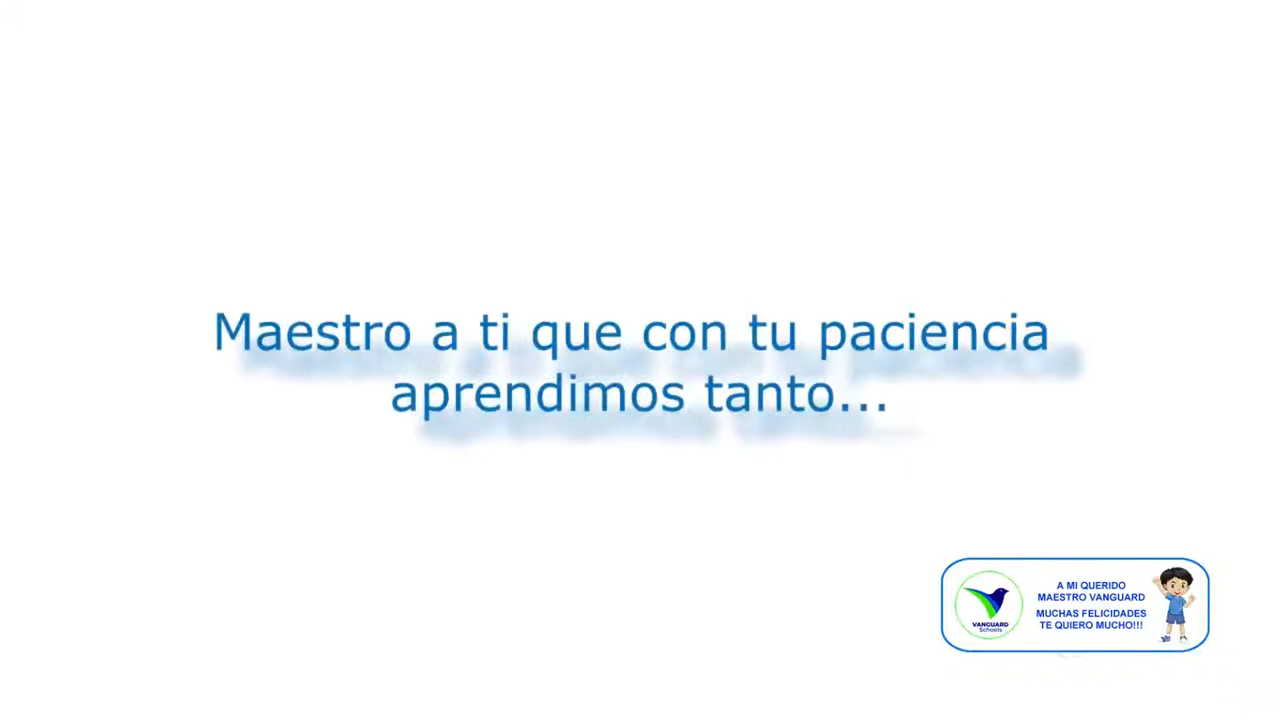 Maestro a ti que con tu paciencia
aprendimos tanto...
A MI QUERIDO
MAESTRO VANGUARD
MUCHAS FELICIDADES
TE QUIERO MUCHO!!!
VANGUARD
Schools